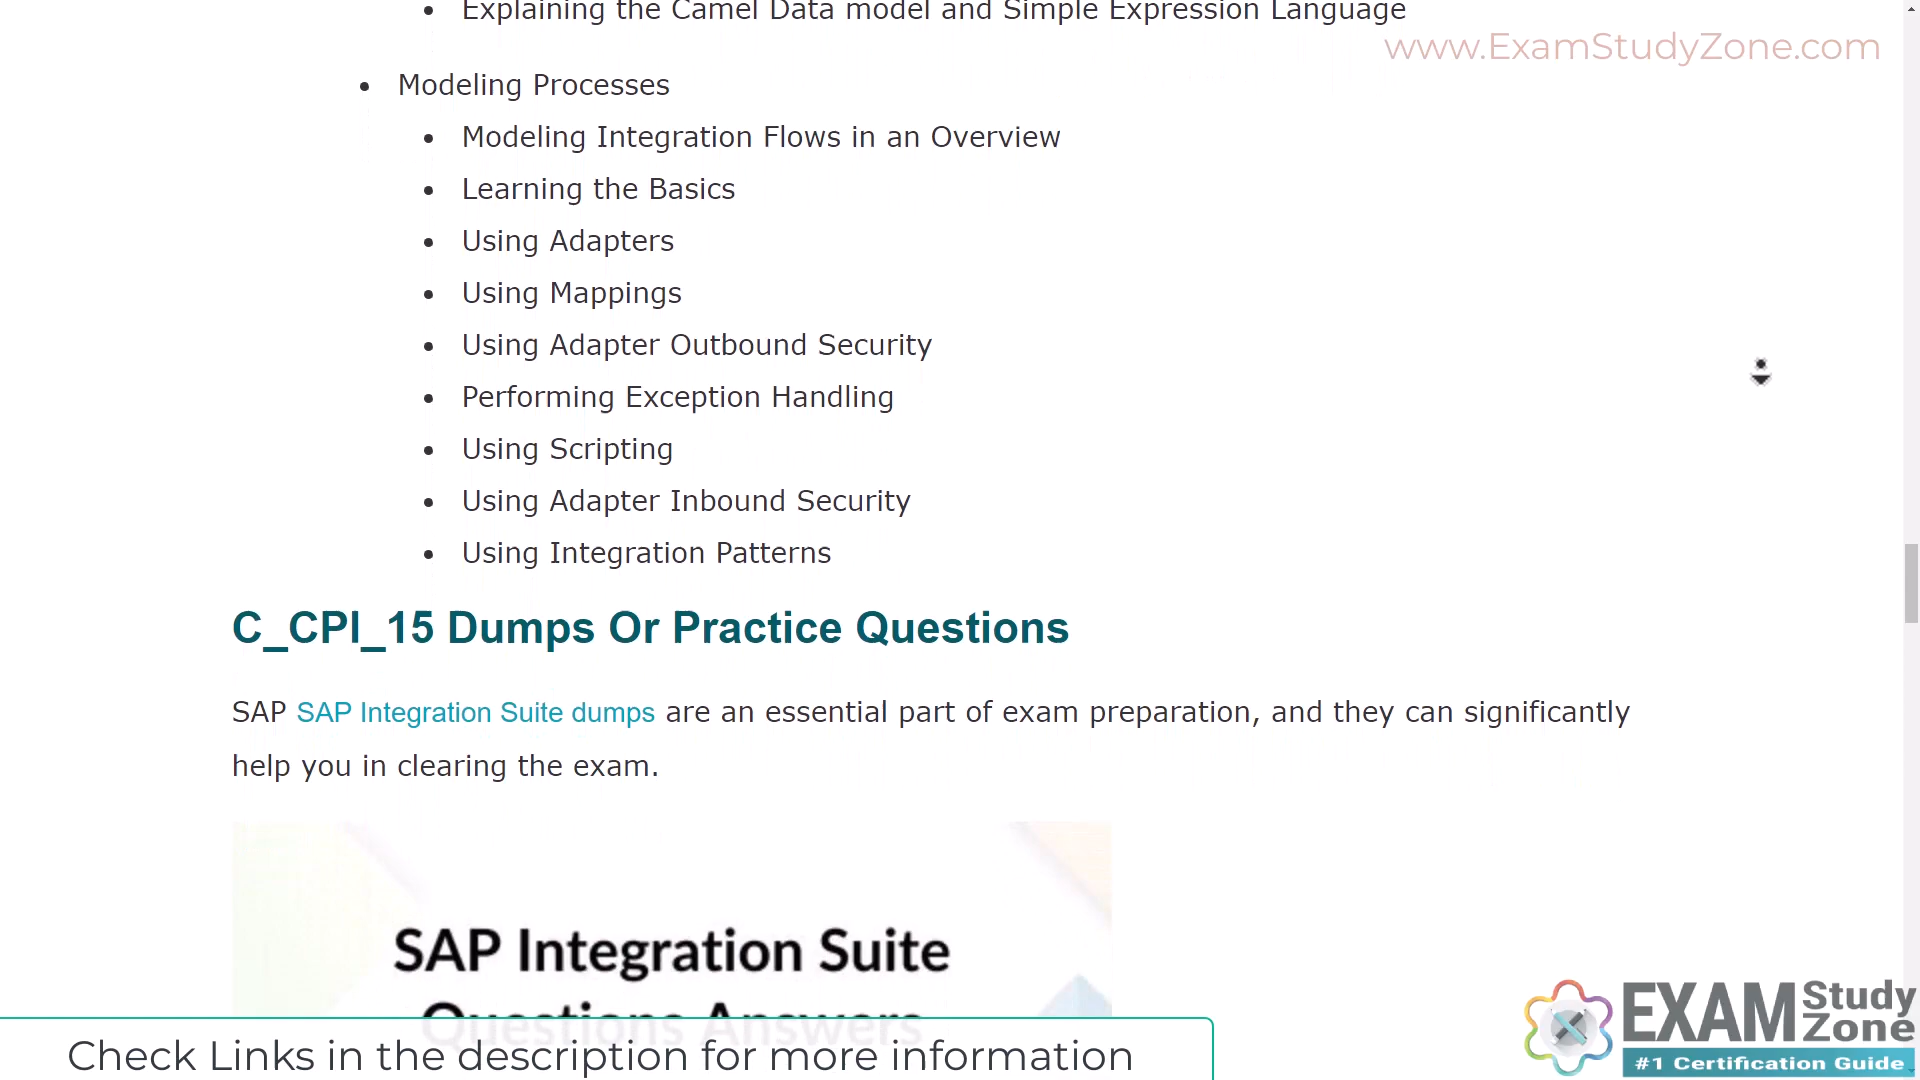 Explaining the Camel Data model and Simple Expression Language
www.ExamStudyZone.com
Modeling Processes
Modeling Integration Flows in an Overview
Learning the Basics
Using Adapters
Using Mappings
Using Adapter Outbound Security
Performing Exception Handling
Using Scripting
Using Adapter Inbound Security
Using Integration Patterns
C_CPI_15 Dumps Or Practice Questions
SAP SAP Integration Suite dumps are an essential part of exam preparation, and they can significantly
help you in clearing the exam.
SAP Integration Suite
Questions Answers
Check Links in the description for more information
EXAM Study Zone
#1 Certification Guide